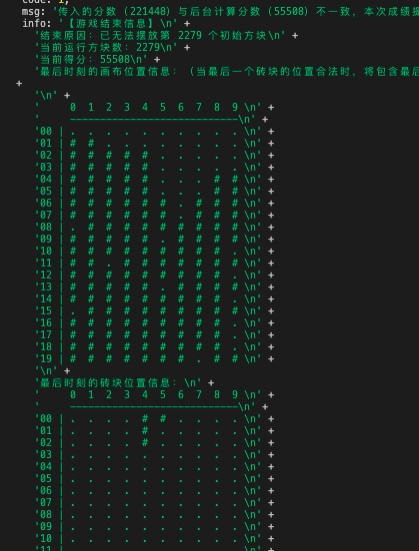 code: 1,
msg: '传入的分数 (221448) 与后台计算分数 (55508) 不一致，本次成绩
info: '【游戏结束信息】\n' +
'结束原因：已无法摆放第 2279 个初始方块\n' +
'当前运行方块数：2279\n' +
'当前得分：55508\n' +
'最后时刻的画布位置信息：（当最后一个砖块的位置合法时，将包含最后
+
'\n' +
'     0  1  2  3  4  5  6  7  8  9 \n' +
'    ------------------------------\n' +
'00 | .  .  .  .  .  .  .  .  .  . \n' +
'01 | #  #  .  .  .  .  .  .  .  . \n' +
'02 | #  #  #  #  #  .  .  .  .  . \n' +
'03 | #  #  #  #  #  .  .  .  .  . \n' +
'04 | #  #  #  #  #  .  .  .  #  # \n' +
'05 | #  #  #  #  #  .  .  .  #  # \n' +
'06 | #  #  #  #  #  #  .  #  #  # \n' +
'07 | #  #  #  #  #  #  .  #  #  # \n' +
'08 | .  #  #  #  #  #  #  #  #  # \n' +
'09 | #  #  #  #  #  .  #  #  #  # \n' +
'10 | #  #  #  #  #  #  #  #  #  . \n' +
'11 | #  #  .  #  #  #  #  #  #  # \n' +
'12 | #  #  #  #  #  #  #  #  #  . \n' +
'13 | #  #  #  #  #  .  #  #  #  # \n' +
'14 | #  #  #  #  #  #  #  #  #  . \n' +
'15 | .  #  #  #  #  #  #  #  #  # \n' +
'16 | #  #  #  #  #  #  #  #  #  . \n' +
'17 | #  #  #  #  #  #  #  #  #  . \n' +
'18 | #  #  #  #  #  #  #  #  #  . \n' +
'19 | #  #  #  #  #  #  #  .  #  # \n' +
'\n' +
'最后时刻的砖块位置信息：\n' +
'     0  1  2  3  4  5  6  7  8  9 \n' +
'    ------------------------------\n' +
'00 | .  .  .  .  #  #  .  .  .  . \n' +
'01 | .  .  .  .  #  .  .  .  .  . \n' +
'02 | .  .  .  .  #  .  .  .  .  . \n' +
'03 | .  .  .  .  .  .  .  .  .  . \n' +
'04 | .  .  .  .  .  .  .  .  .  . \n' +
'05 | .  .  .  .  .  .  .  .  .  . \n' +
'06 | .  .  .  .  .  .  .  .  .  . \n' +
'07 | .  .  .  .  .  .  .  .  .  . \n' +
'08 | .  .  .  .  .  .  .  .  .  . \n' +
'09 | .  .  .  .  .  .  .  .  .  . \n' +
'10 | .  .  .  .  .  .  .  .  .  . \n' +